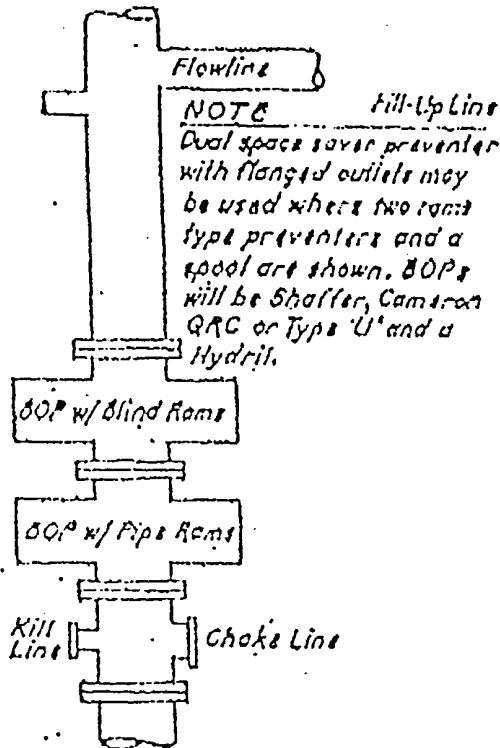 Flowline
NOTE Fill-Up Line
Dual space saver preventer
with flanged outlets may
be used where two rams
type preventers and a
spool are shown. BOPs
will be Shaffer, Cameron
QRC or Type 'U' and a
Hydril.
BOP w/ Blind Rams
BOP w/ Pipe Rams
Kill
Line
Choke Line